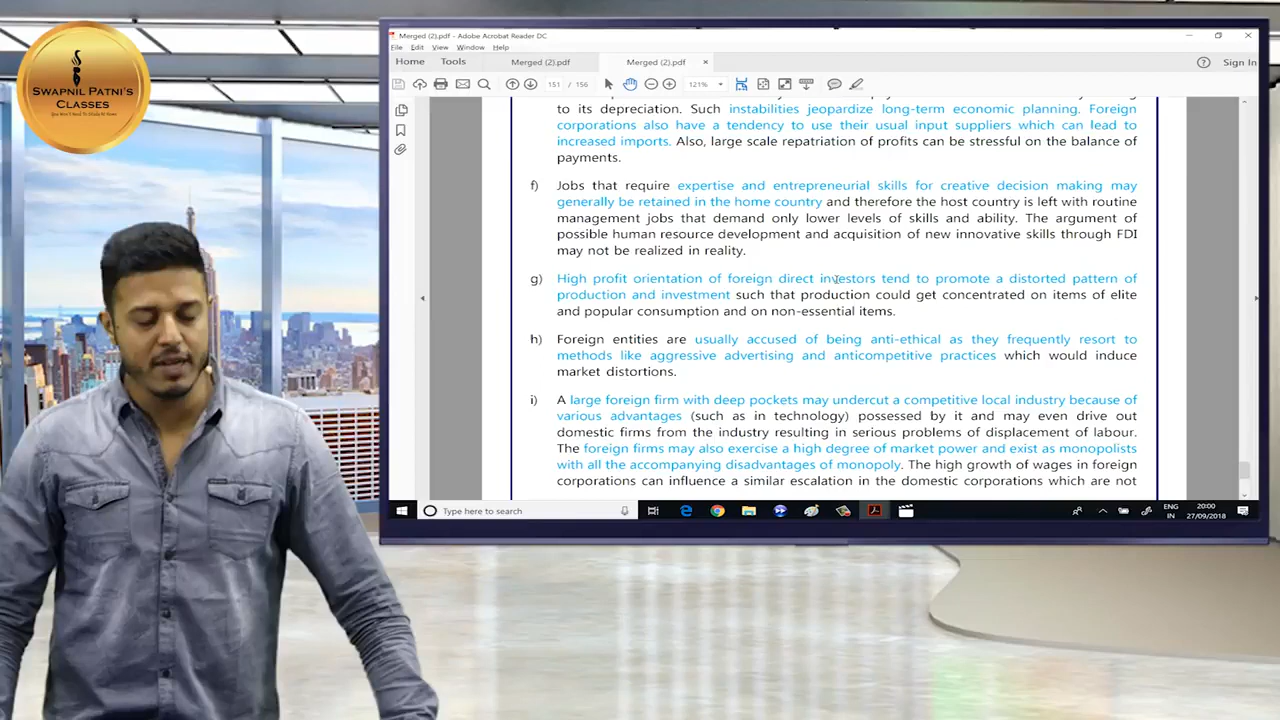 SWAPNIL PATNI'S
CLASSES
You Won't Need To Study At Home
Merged (2).pdf - Adobe Acrobat Reader DC
File Edit View Window Help
Home Tools Merged (2).pdf Merged (2).pdf × Sign In
151 / 156 121%
to its depreciation. Such instabilities jeopardize long-term economic planning. Foreign
corporations also have a tendency to use their usual input suppliers which can lead to
increased imports. Also, large scale repatriation of profits can be stressful on the balance of
payments.
f) Jobs that require expertise and entrepreneurial skills for creative decision making may
generally be retained in the home country and therefore the host country is left with routine
management jobs that demand only lower levels of skills and ability. The argument of
possible human resource development and acquisition of new innovative skills through FDI
may not be realized in reality.
g) High profit orientation of foreign direct investors tend to promote a distorted pattern of
production and investment such that production could get concentrated on items of elite
and popular consumption and on non-essential items.
h) Foreign entities are usually accused of being anti-ethical as they frequently resort to
methods like aggressive advertising and anticompetitive practices which would induce
market distortions.
i) A large foreign firm with deep pockets may undercut a competitive local industry because of
various advantages (such as in technology) possessed by it and may even drive out
domestic firms from the industry resulting in serious problems of displacement of labour.
The foreign firms may also exercise a high degree of market power and exist as monopolists
with all the accompanying disadvantages of monopoly. The high growth of wages in foreign
corporations can influence a similar escalation in the domestic corporations which are not
Type here to search
ENG
IN
20:00
27/09/2018